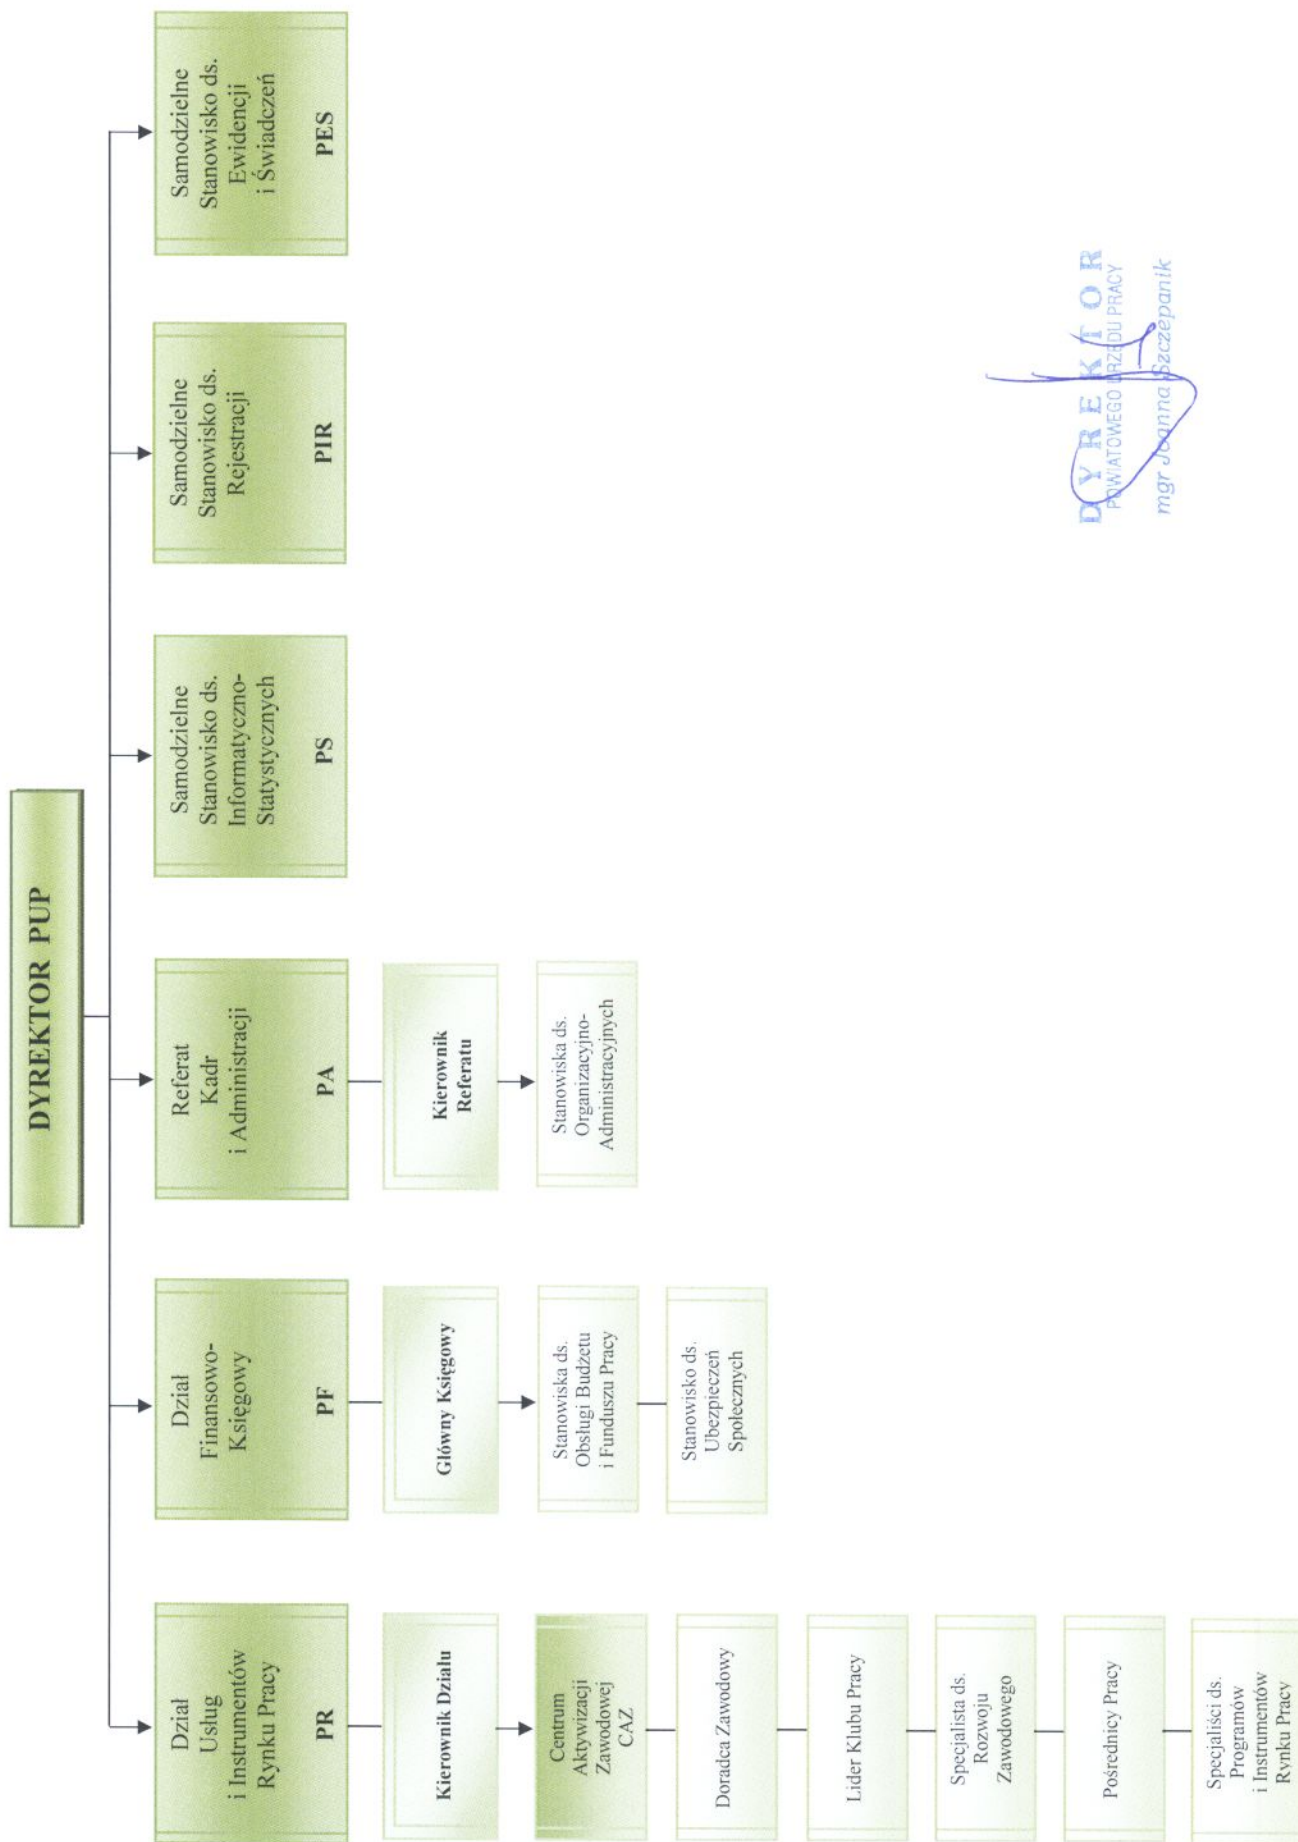 DYREKTOR PUP
Dział
Usług
i Instrumentów
Rynku Pracy
PR
Kierownik Działu
Centrum
Aktywizacji
Zawodowej
CAZ
Doradca Zawodowy
Lider Klubu Pracy
Specjalista ds.
Rozwoju
Zawodowego
Pośrednicy Pracy
Specjaliści ds.
Programów
i Instrumentów
Rynku Pracy
Dział
Finansowo-
Księgowy
PF
Główny Księgowy
Stanowiska ds.
Obsługi Budżetu
i Funduszu Pracy
Stanowisko ds.
Ubezpieczeń
Społecznych
Referat
Kadr
i Administracji
PA
Kierownik
Referatu
Stanowiska ds.
Organizacyjno-
Administracyjnych
Samodzielne
Stanowisko ds.
Informatyczno-
Statystycznych
PS
Samodzielne
Stanowisko ds.
Rejestracji
PIR
Samodzielne
Stanowisko ds.
Ewidencji
i Świadczeń
PES
DYREKTOR
POWIATOWEGO URZĘDU PRACY
mgr Joanna Szczepanik